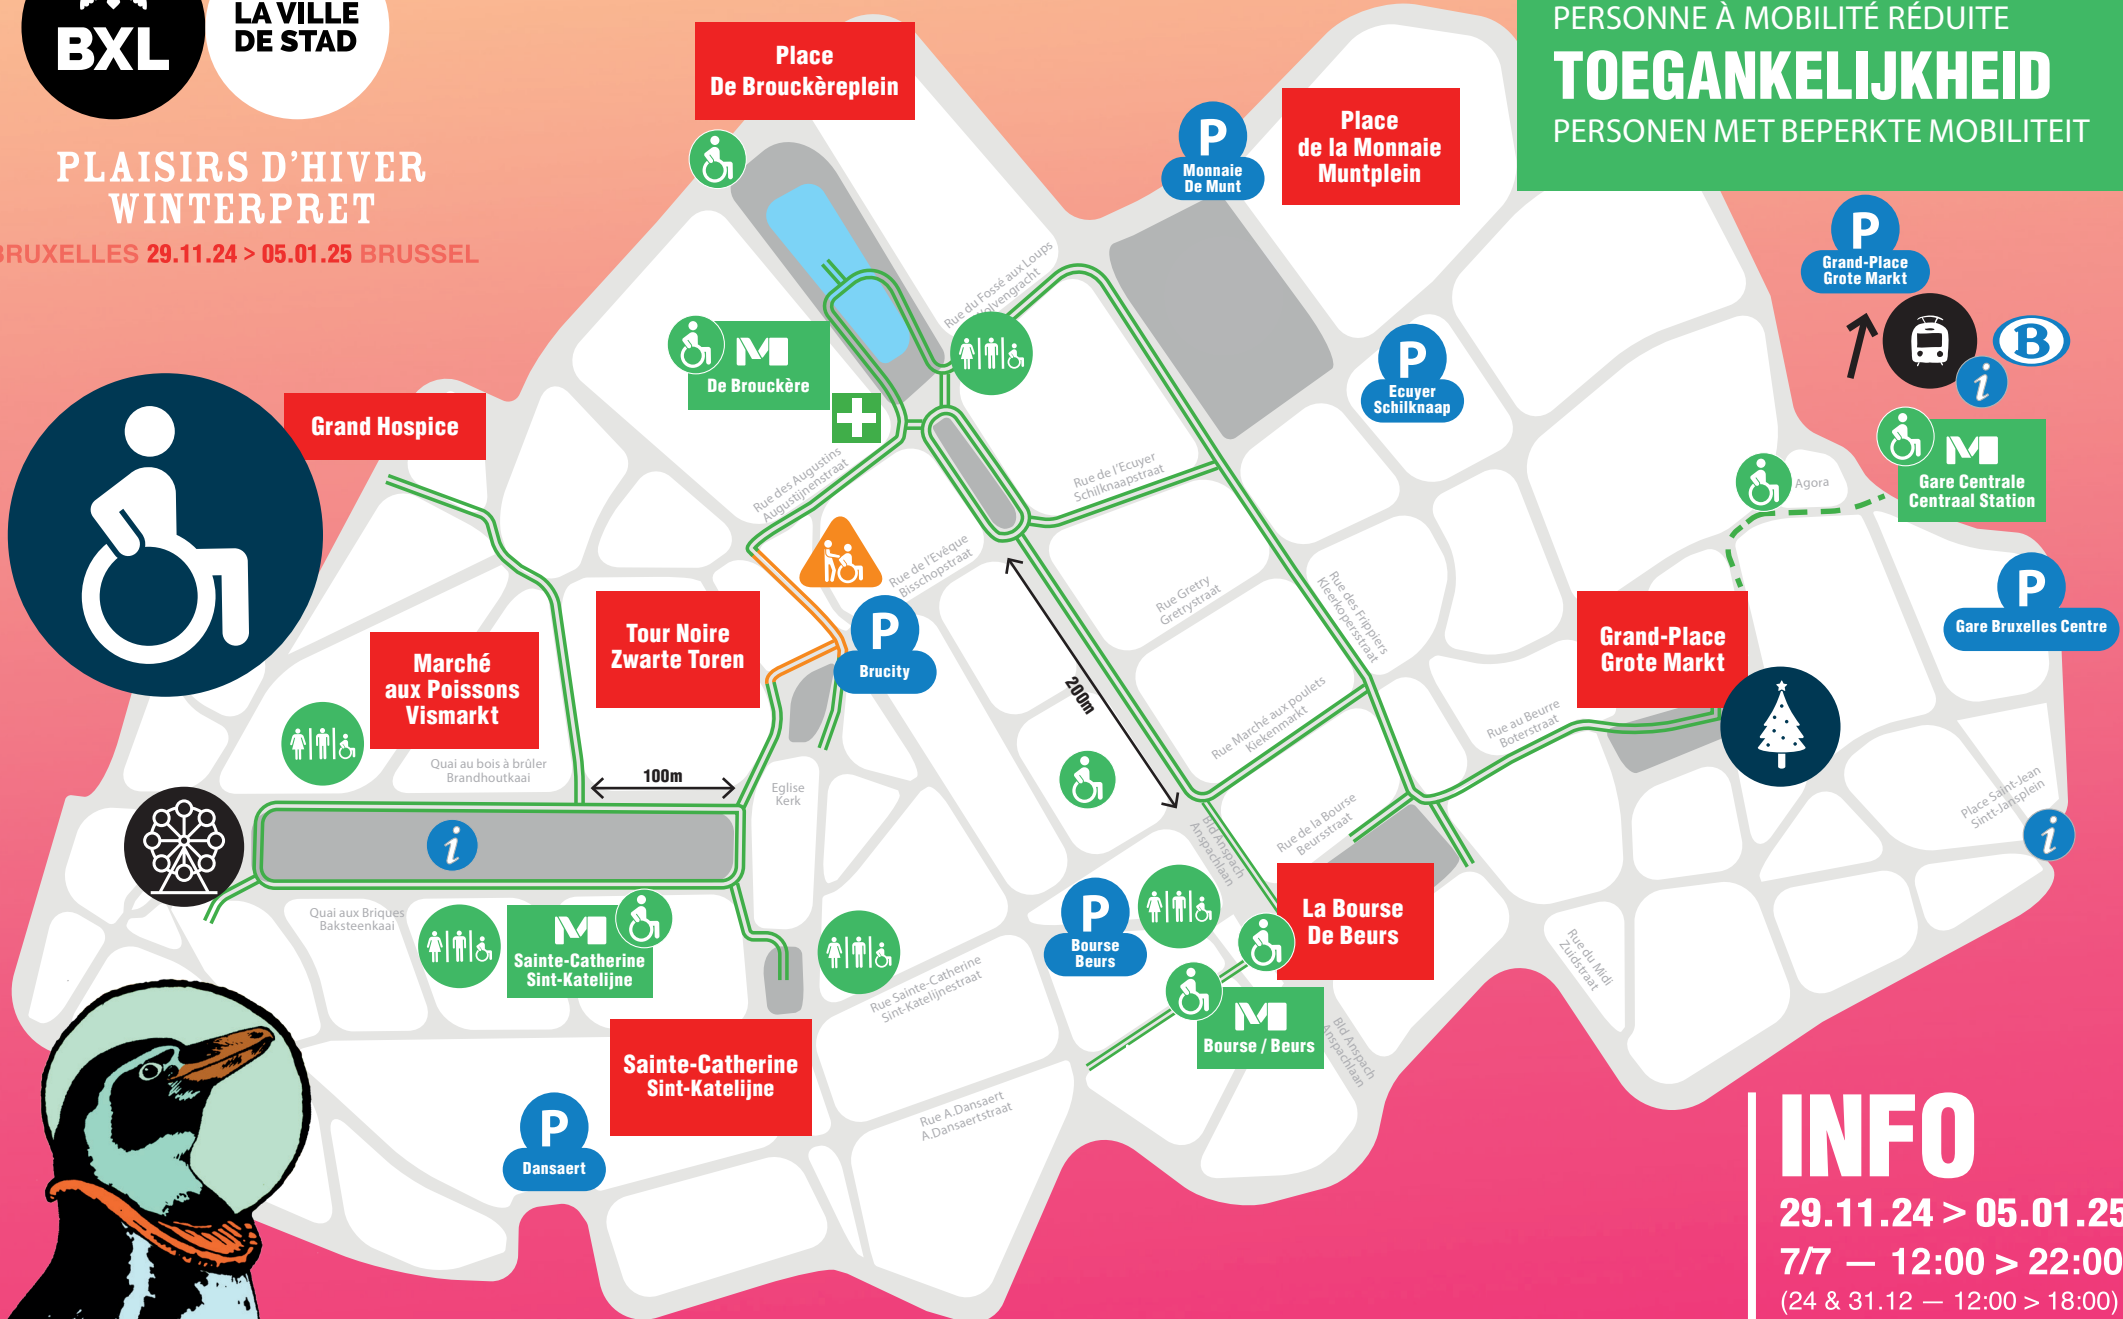 BXL
LA VILLE
DE STAD
PLAISIRS D'HIVER
WINTERPRET
BRUXELLES 29.11.24 > 05.01.25 BRUSSEL
PERSONNE À MOBILITÉ RÉDUITE
TOEGANKELIJKHEID
PERSONEN MET BEPERKTE MOBILITEIT
Place
De Brouckèreplein
P
Monnaie
De Munt
Place
de la Monnaie
Muntplein
P
Grand-Place
Grote Markt
B
i
Rue du Fossé aux Loups
Wolvengracht
M
De Brouckère
P
Ecuyer
Schilknaap
Grand Hospice
M
Gare Centrale
Centraal Station
Agora
Rue des Augustins
Augustijnenstraat
Rue de l'Ecuyer
Schilknaapstraat
Rue de l'Evêque
Bisschopstraat
Rue Gretry
Gretrystraat
Rue des Frippiers
Kleerkopersstraat
P
Gare Bruxelles Centre
Tour Noire
Zwarte Toren
P
Brucity
Grand-Place
Grote Markt
Marché
aux Poissons
Vismarkt
200m
Rue Marché aux poulets
Kiekenmarkt
Rue au Beurre
Boterstraat
Quai au bois à brûler
Brandhoutkaai
100m
Eglise
Kerk
Place Saint-Jean
Sintt-Jansplein
i
i
Bld Anspach
Anspachlaan
Rue de la Bourse
Beursstraat
Quai aux Briques
Baksteenkaai
M
Sainte-Catherine
Sint-Katelijne
P
Bourse
Beurs
La Bourse
De Beurs
Rue du Midi
Zuidstraat
Rue Sainte-Catherine
Sint-Katelijnestraat
M
Bourse / Beurs
Bld Anspach
Anspachlaan
Sainte-Catherine
Sint-Katelijne
Rue A.Dansaert
A.Dansaertstraat
P
Dansaert
INFO
29.11.24 > 05.01.25
7/7 — 12:00 > 22:00
(24 & 31.12 — 12:00 > 18:00)